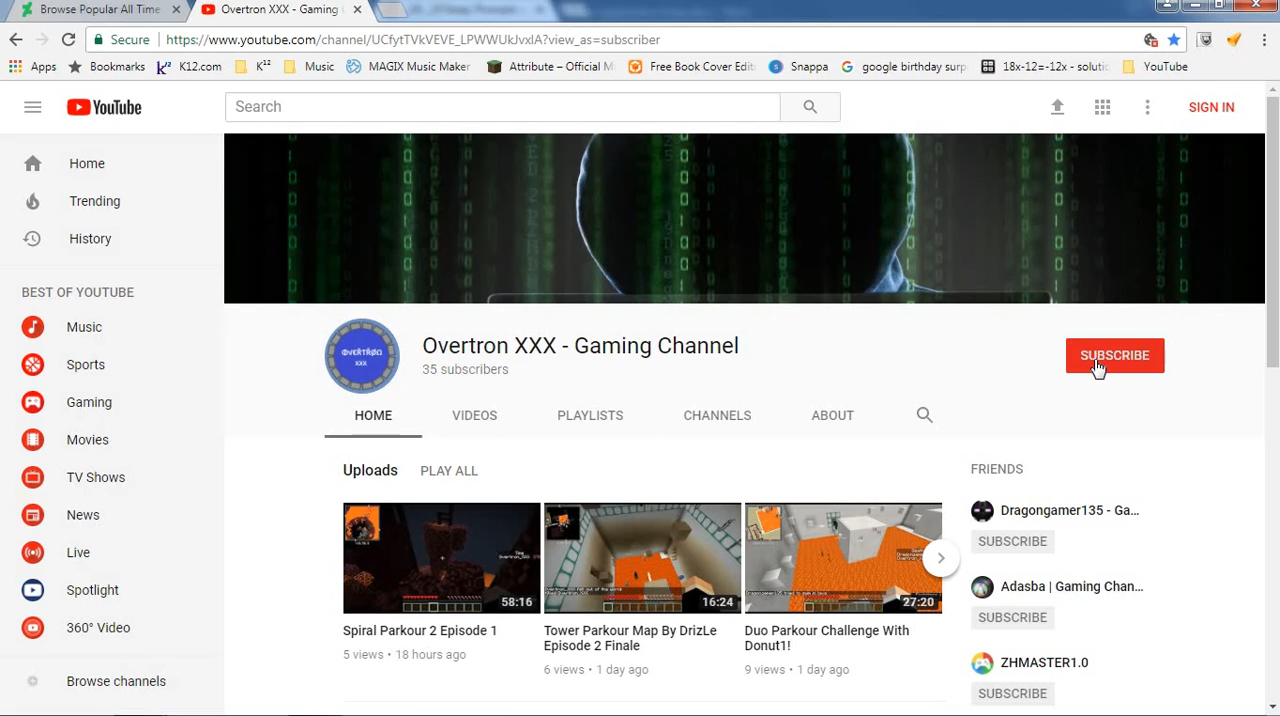 Browse Popular All Time
Overtron XXX - Gaming
Secure
https://www.youtube.com/channel/UCfytTVkVEVE_LPWWUkJvxlA?view_as=subscriber
Apps
Bookmarks
K12.com
K¹²
Music
MAGIX Music Maker
Attribute – Official M
Free Book Cover Edit
Snappa
google birthday surp
18x-12=-12x - soluti
YouTube
YouTube
Search
SIGN IN
Home
Trending
History
BEST OF YOUTUBE
Music
Sports
Gaming
Movies
TV Shows
News
Live
Spotlight
360° Video
Browse channels
Overtron XXX - Gaming Channel
35 subscribers
SUBSCRIBE
HOME
VIDEOS
PLAYLISTS
CHANNELS
ABOUT
Uploads
PLAY ALL
58:16
Spiral Parkour 2 Episode 1
5 views • 18 hours ago
16:24
Tower Parkour Map By DrizLe
Episode 2 Finale
6 views • 1 day ago
27:20
Duo Parkour Challenge With
Donut1!
9 views • 1 day ago
FRIENDS
Dragongamer135 - Ga...
SUBSCRIBE
Adasba | Gaming Chan...
SUBSCRIBE
ZHMASTER1.0
SUBSCRIBE